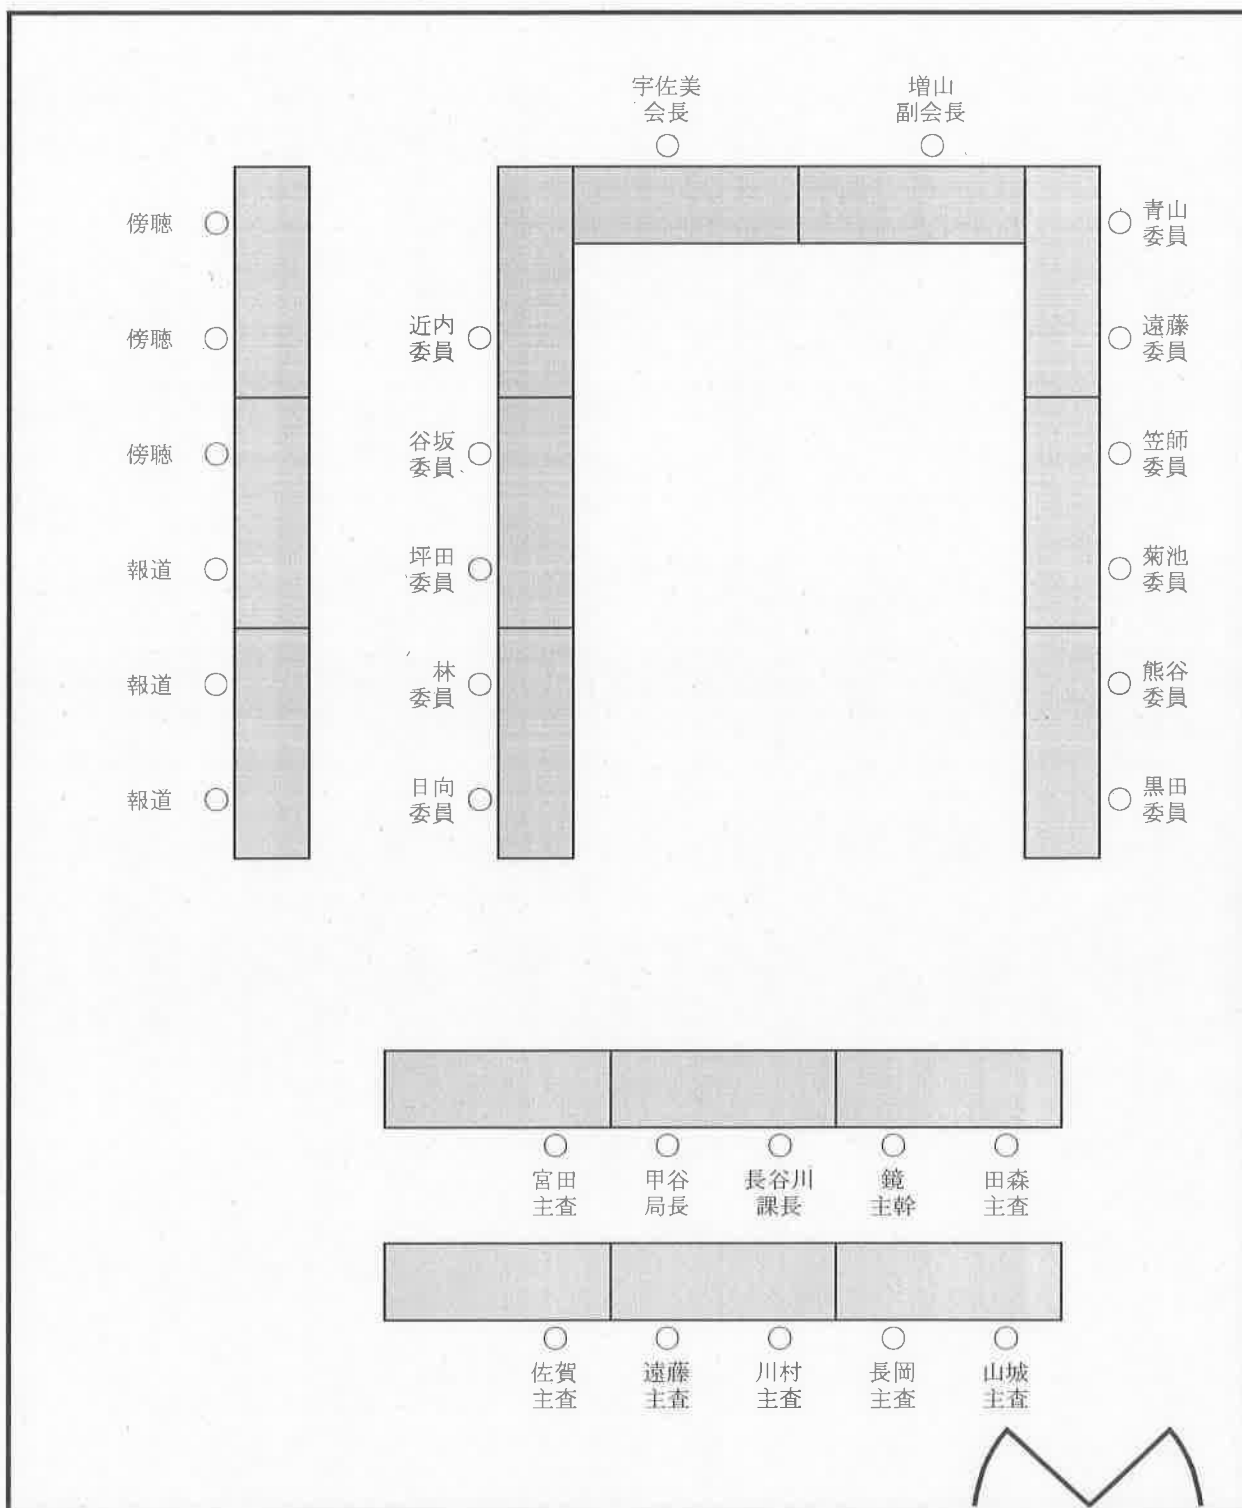 宇佐美
会長
増山
副会長
傍聴
傍聴
傍聴
報道
報道
報道
近内
委員
谷坂
委員
坪田
委員
林
委員
日向
委員
青山
委員
遠藤
委員
笠師
委員
菊池
委員
熊谷
委員
黒田
委員
宮田
主査
甲谷
局長
長谷川
課長
鏡
主幹
田森
主査
佐賀
主査
遠藤
主査
川村
主査
長岡
主査
山城
主査